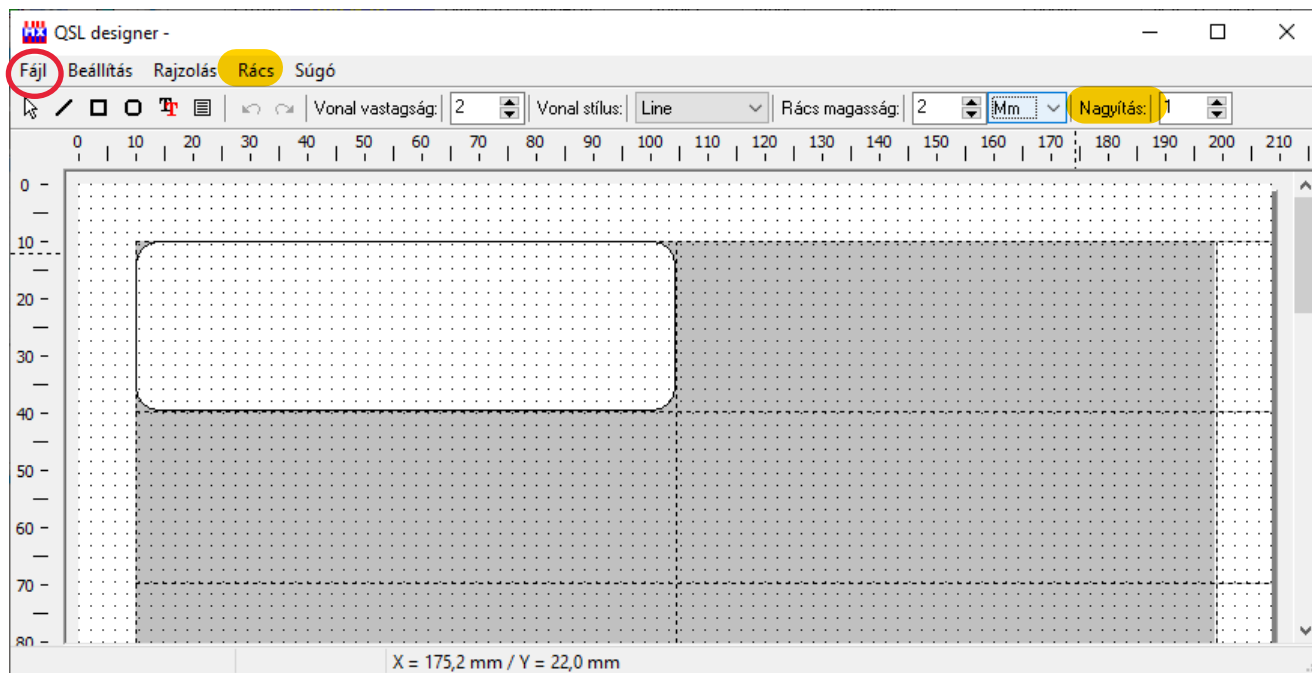 QSL designer -
Fájl Beállítás Rajzolás Rács Súgó
Vonal vastagság: 2 Vonal stílus: Line Rács magasság: 2 Mm Nagyítás: 1
0 10 20 30 40 50 60 70 80 90 100 110 120 130 140 150 160 170 180 190 200 210
0
10
20
30
40
50
60
70
80
X = 175,2 mm / Y = 22,0 mm